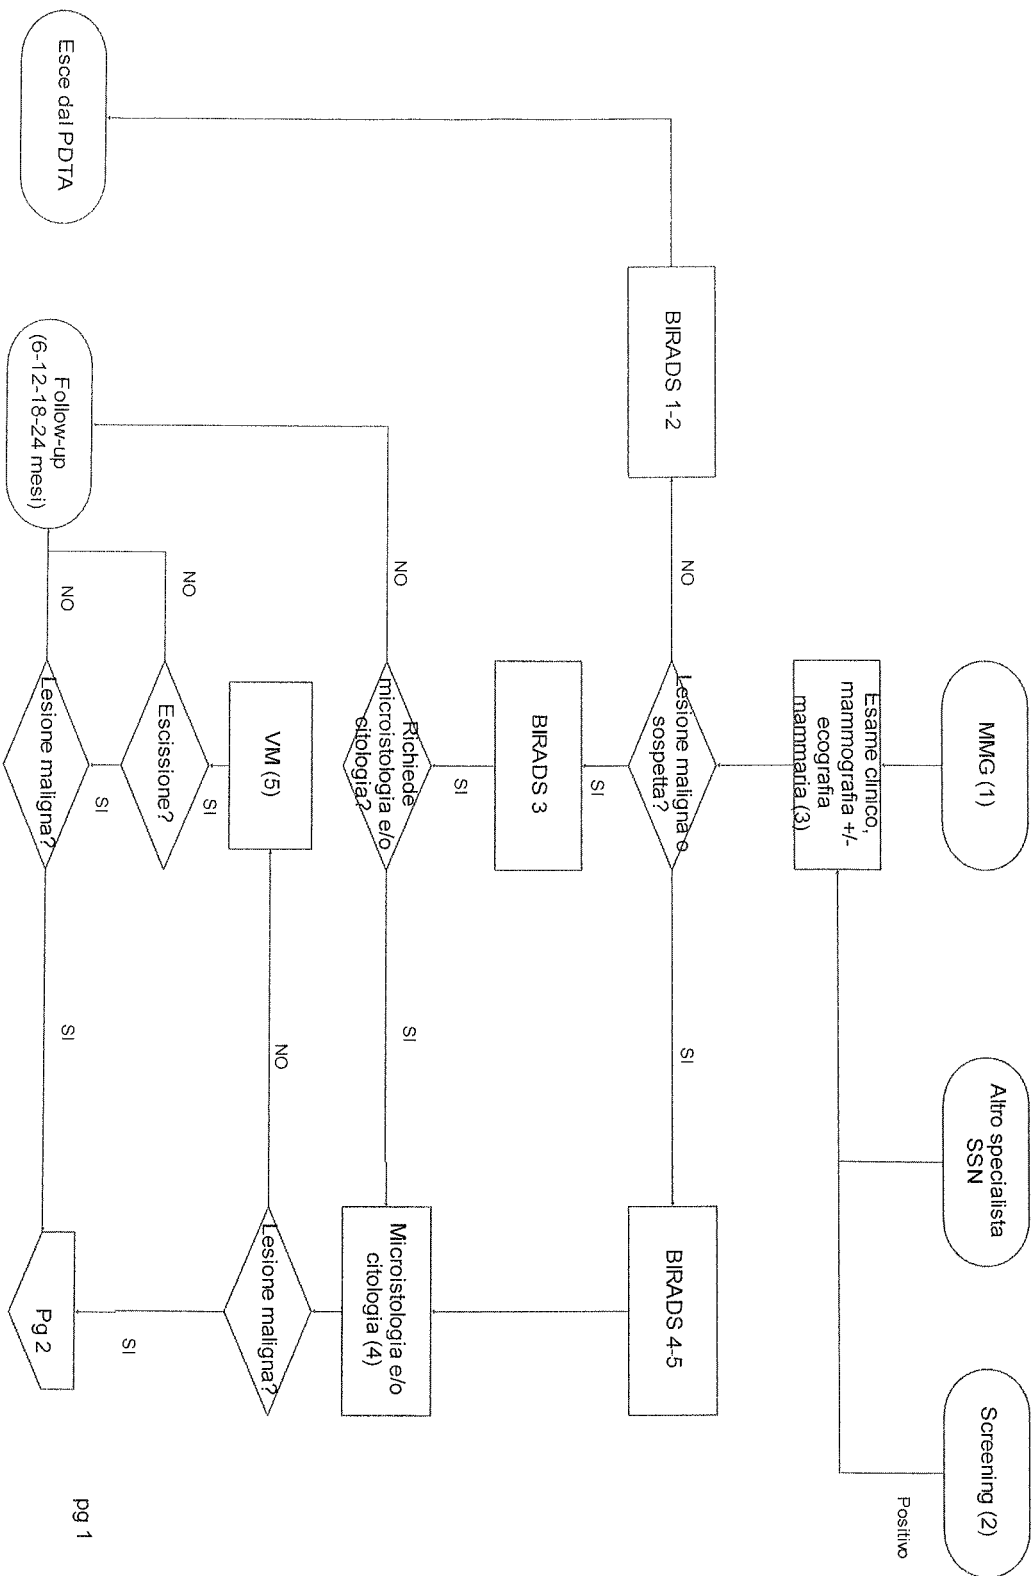 MMG (1)
Altro specialista
SSN
Screening (2)
Positivo
Esame clinico,
mammografia +/-
ecografia
mammaria (3)
Lesione maligna o
sospetta?
NO
SI
SI
BIRADS 1-2
BIRADS 3
BIRADS 4-5
Esce dal PDTA
Richiede
microistologia e/o
citologia?
SI
NO
SI
Microistologia e/o
citologia (4)
Lesione maligna?
NO
SI
VM (5)
SI
Escissione?
NO
SI
Lesione maligna?
NO
SI
Follow-up
(6-12-18-24 mesi)
Pg 2
pg 1